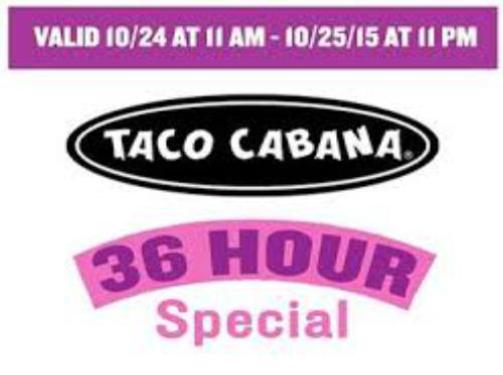 VALID 10/24 AT 11 AM - 10/25/15 AT 11 PM
TACO CABANA®
36 HOUR
Special